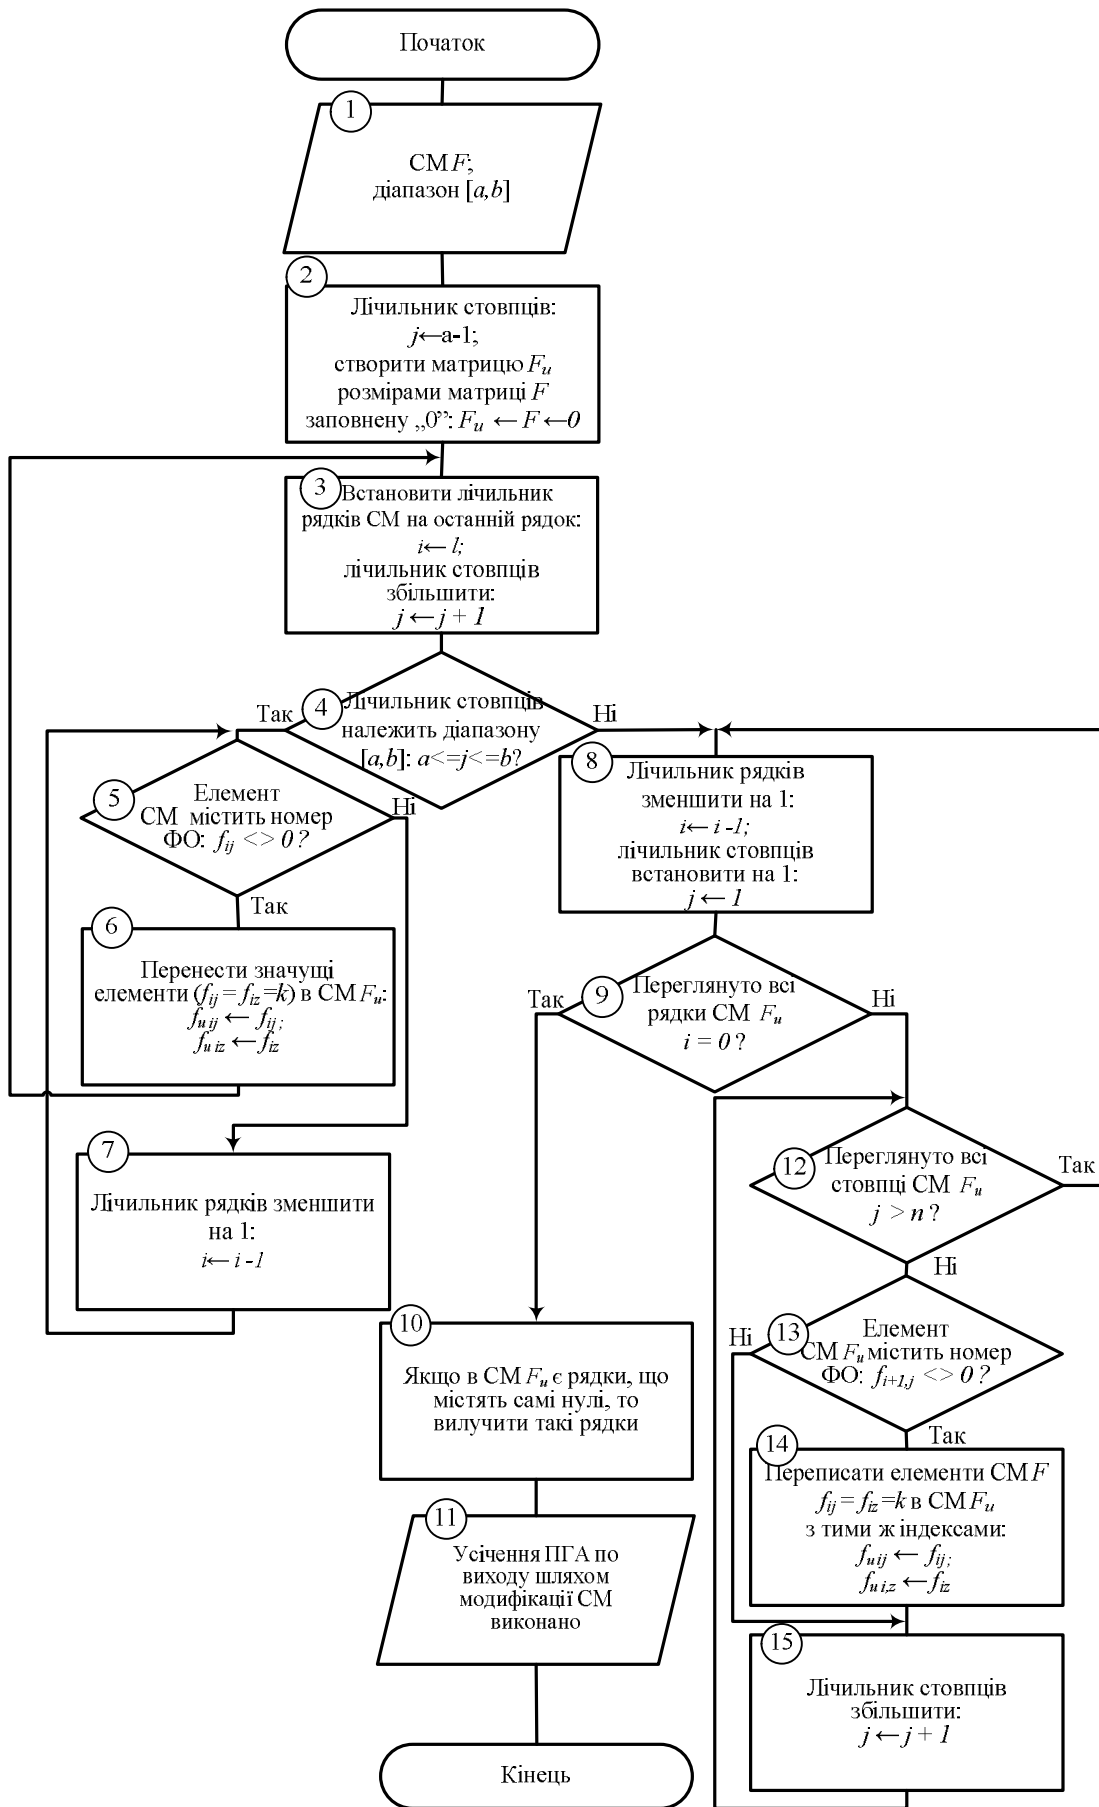 Початок
1
СМ F;
діапазон [a,b]
2
Лічильник стовпців:
j←a-1;
створити матрицю Fu
розмірами матриці F
заповнену „0”: Fu ← F ←0
3
Встановити лічильник
рядків СМ на останній рядок:
i← l;
лічильник стовпців
збільшити:
j ← j + 1
4
Лічильник стовпців
належить діапазону
[a,b]: a<=j<=b?
Так
Ні
5
Елемент
СМ містить номер
ФО: fij <> 0?
Ні
Так
6
Перенести значущі
елементи (fij = fiz=k) в СМ Fu:
fu ij ← fij;
fu iz ← fiz
7
Лічильник рядків зменшити
на 1:
i← i -1
8
Лічильник рядків
зменшити на 1:
i← i -1;
лічильник стовпців
встановити на 1:
j ← 1
9
Переглянуто всі
рядки СМ Fu
i = 0?
Так
Ні
12
Переглянуто всі
стовпці СМ Fu
j > n?
Так
Ні
13
Елемент
СМ Fu містить номер
ФО: fi+1,j <> 0?
Ні
Так
14
Переписати елементи СМ F
fij = fiz=k в СМ Fu
з тими ж індексами:
fu ij ← fij;
fu i,z ← fiz
15
Лічильник стовпців
збільшити:
j ← j + 1
10
Якщо в СМ Fu є рядки, що
містять самі нулі, то
вилучити такі рядки
11
Усічення ПГА по
виходу шляхом
модифікації СМ
виконано
Кінець